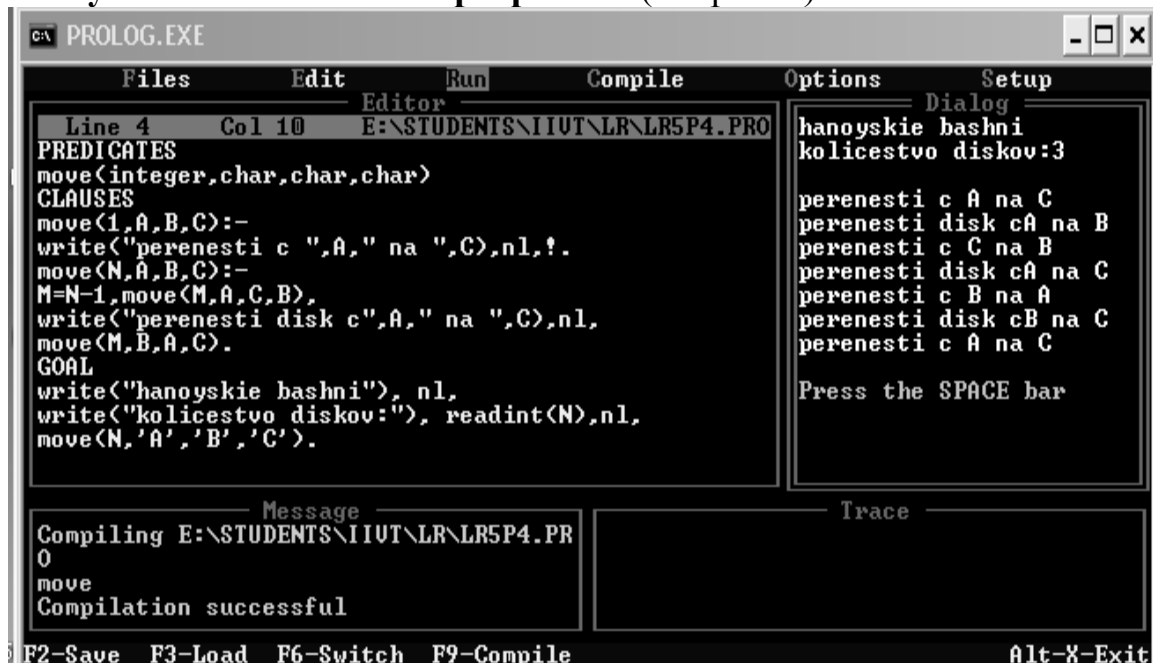 PROLOG.EXE
Files Edit Run Compile Options Setup
Editor
Line 4 Col 10 E:\STUDENTS\IIVT\LR\LR5P4.PRO
PREDICATES
move(integer,char,char,char)
CLAUSES
move(1,A,B,C):-
write("perenesti c ",A," na ",C),nl,!.
move(N,A,B,C):-
M=N-1,move(M,A,C,B),
write("perenesti disk c",A," na ",C),nl,
move(M,B,A,C).
GOAL
write("hanoyskie bashni"), nl,
write("kolicestvo diskov:"), readint(N),nl,
move(N,'A','B','C').
Dialog
hanoyskie bashni
kolicestvo diskov:3
perenesti c A na C
perenesti disk cA na B
perenesti c C na B
perenesti disk cA na C
perenesti c B na A
perenesti disk cB na C
perenesti c A na C
Press the SPACE bar
Message
Compiling E:\STUDENTS\IIVT\LR\LR5P4.PR
O
move
Compilation successful
Trace
F2-Save F3-Load F6-Switch F9-Compile Alt-X-Exit